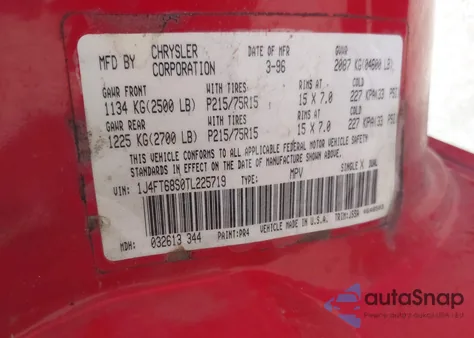 MFD BY CHRYSLER CORPORATION DATE OF MFR 3-96 GVWR 2087 KG(04600 LB)
GAWR FRONT WITH TIRES RIMS AT COLD
1134 KG(2500 LB) P215/75R15 15 X 7.0 227 KPA(33 PSI
GAWR REAR WITH TIRES RIMS AT COLD
1225 KG(2700 LB) P215/75R15 15 X 7.0 227 KPA(33 PSI
THIS VEHICLE CONFORMS TO ALL APPLICABLE FEDERAL MOTOR VEHICLE SAFETY
STANDARDS IN EFFECT ON THE DATE OF MANUFACTURE SHOWN ABOVE.
VIN: 1J4FT68S0TL225719 TYPE: MPV SINGLE X DUAL
VEHICLE MADE IN U.S.A.
MDH: 032613 344 PAINT:PR4
autaSnap